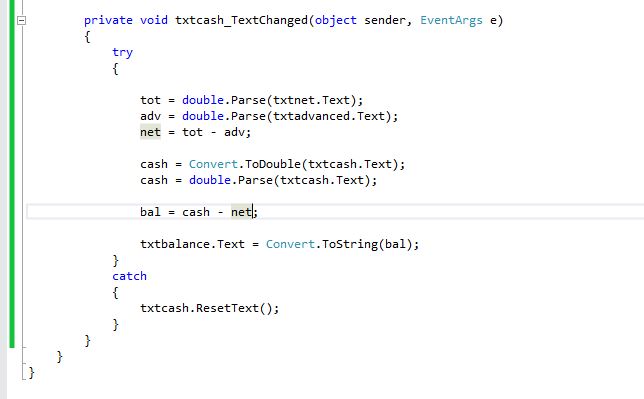 private void txtcash_TextChanged(object sender, EventArgs e)
{
try
{
tot = double.Parse(txtnet.Text);
adv = double.Parse(txtadvanced.Text);
net = tot - adv;
cash = Convert.ToDouble(txtcash.Text);
cash = double.Parse(txtcash.Text);
bal = cash - net;
txtbalance.Text = Convert.ToString(bal);
}
catch
{
txtcash.ResetText();
}
}
}
}